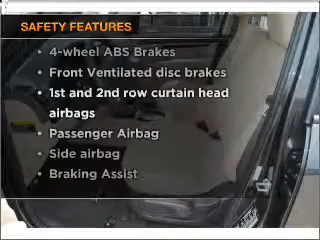 SAFETY FEATURES
• 4-wheel ABS Brakes
• Front Ventilated disc brakes
• 1st and 2nd row curtain head
airbags
• Passenger Airbag
• Side airbag
• Braking Assist